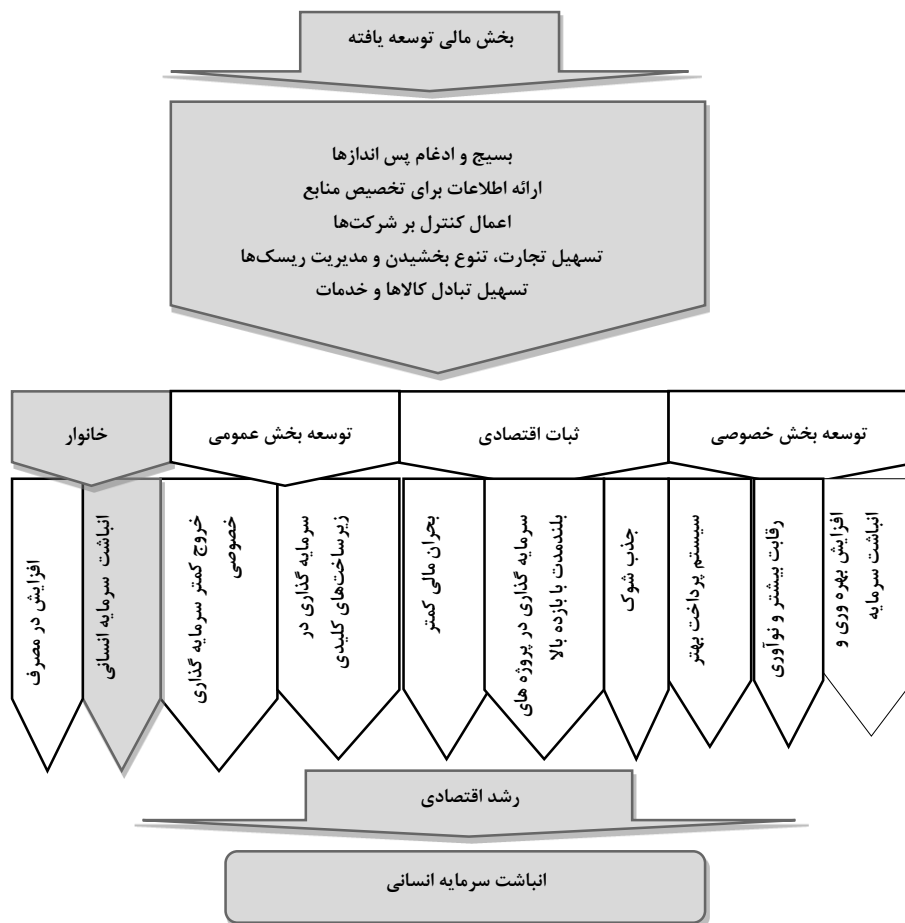 بخش مالی توسعه یافته
بسیج و ادغام پس اندازها
ارائه اطلاعات برای تخصیص منابع
اعمال کنترل بر شرکت‌ها
تسهیل تجارت، تنوع بخشیدن و مدیریت ریسک‌ها
تسهیل تبادل کالاها و خدمات
توسعه بخش خصوصی
ثبات اقتصادی
توسعه بخش عمومی
خانوار
افزایش بهره وری و
انباشت سرمایه
رقابت بیشتر و نوآوری
سیستم پرداخت بهتر
جذب شوک
سرمایه گذاری در پروژه های
بلندمدت با بازده بالا
بحران مالی کمتر
سرمایه گذاری در
زیرساخت‌های کلیدی
خروج کمتر سرمایه گذاری
خصوصی
انباشت سرمایه انسانی
افزایش در مصرف
رشد اقتصادی
انباشت سرمایه انسانی